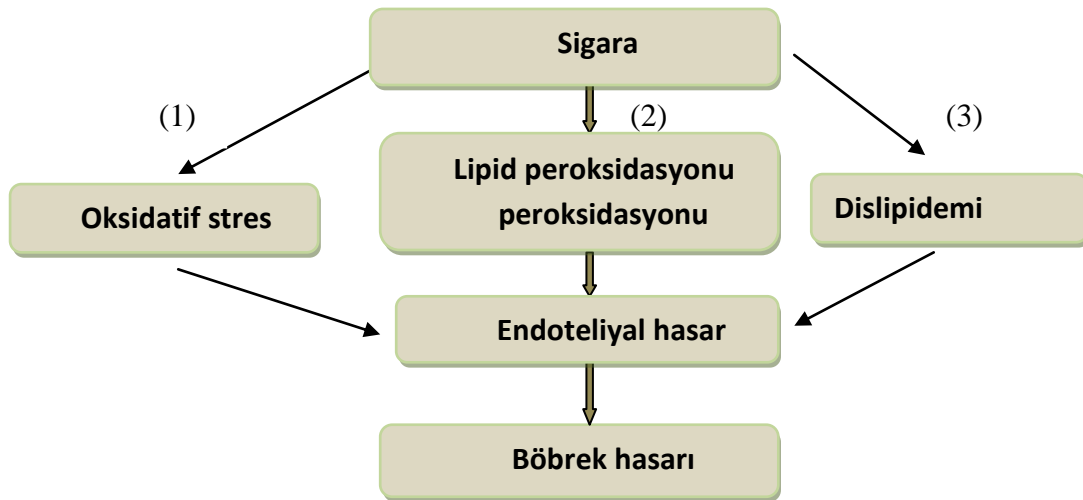 Sigara
(1)
(2)
(3)
Lipid peroksidasyonu
peroksidasyonu
Oksidatif stres
Dislipidemi
Endoteliyal hasar
Böbrek hasarı